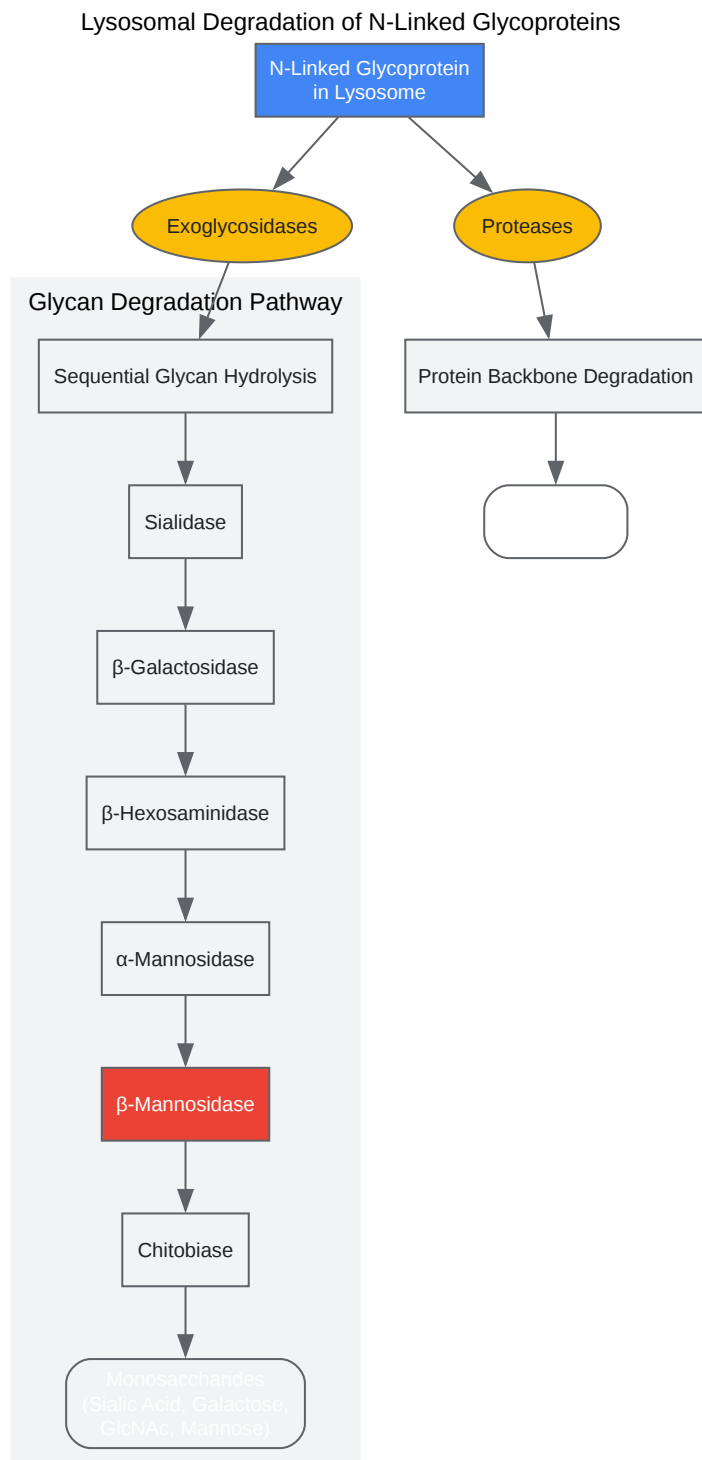 Lysosomal Degradation of N-Linked Glycoproteins
N-Linked Glycoprotein
in Lysosome
Exoglycosidases
Proteases
Glycan Degradation Pathway
Sequential Glycan Hydrolysis
Protein Backbone Degradation
Sialidase
β-Galactosidase
β-Hexosaminidase
α-Mannosidase
β-Mannosidase
Chitobiase
Monosaccharides
(Sialic Acid, Galactose,
GlcNAc, Mannose)